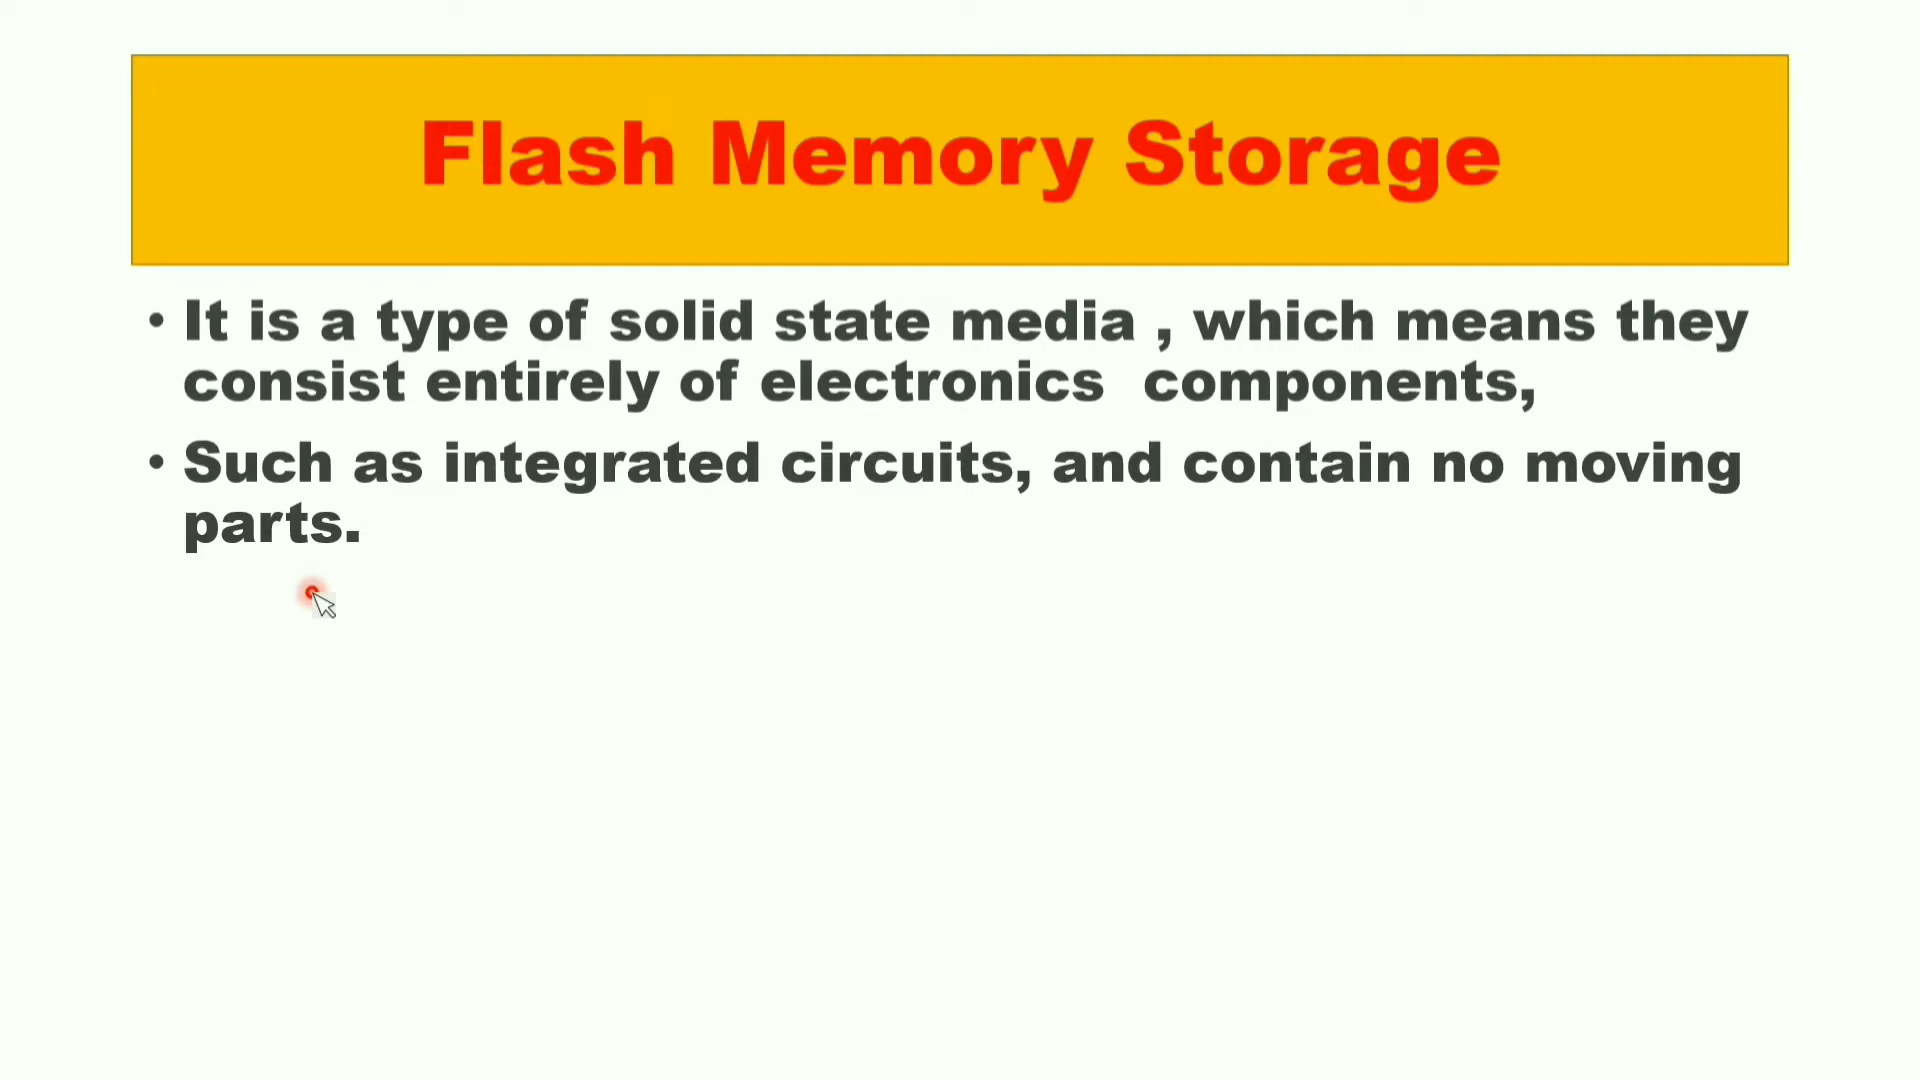 Flash Memory Storage
• It is a type of solid state media , which means they
consist entirely of electronics  components,
• Such as integrated circuits, and contain no moving
parts.